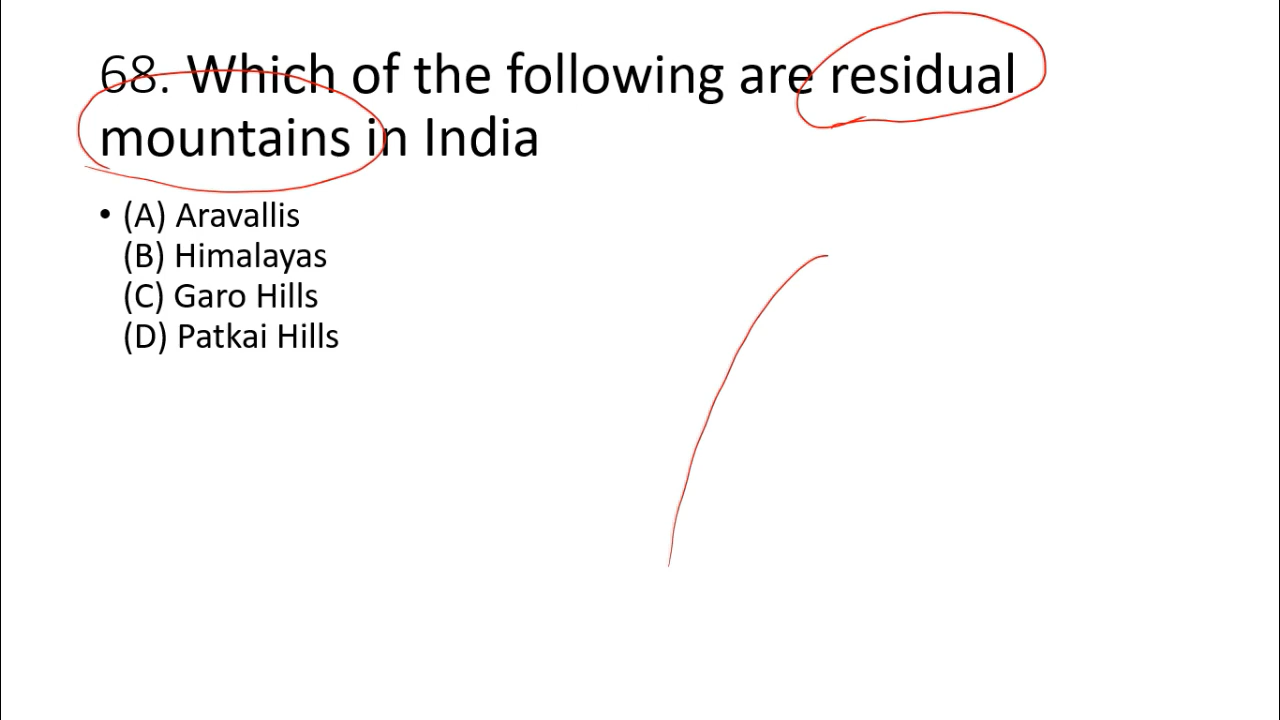 68. Which of the following are residual
mountains in India
• (A) Aravallis
(B) Himalayas
(C) Garo Hills
(D) Patkai Hills